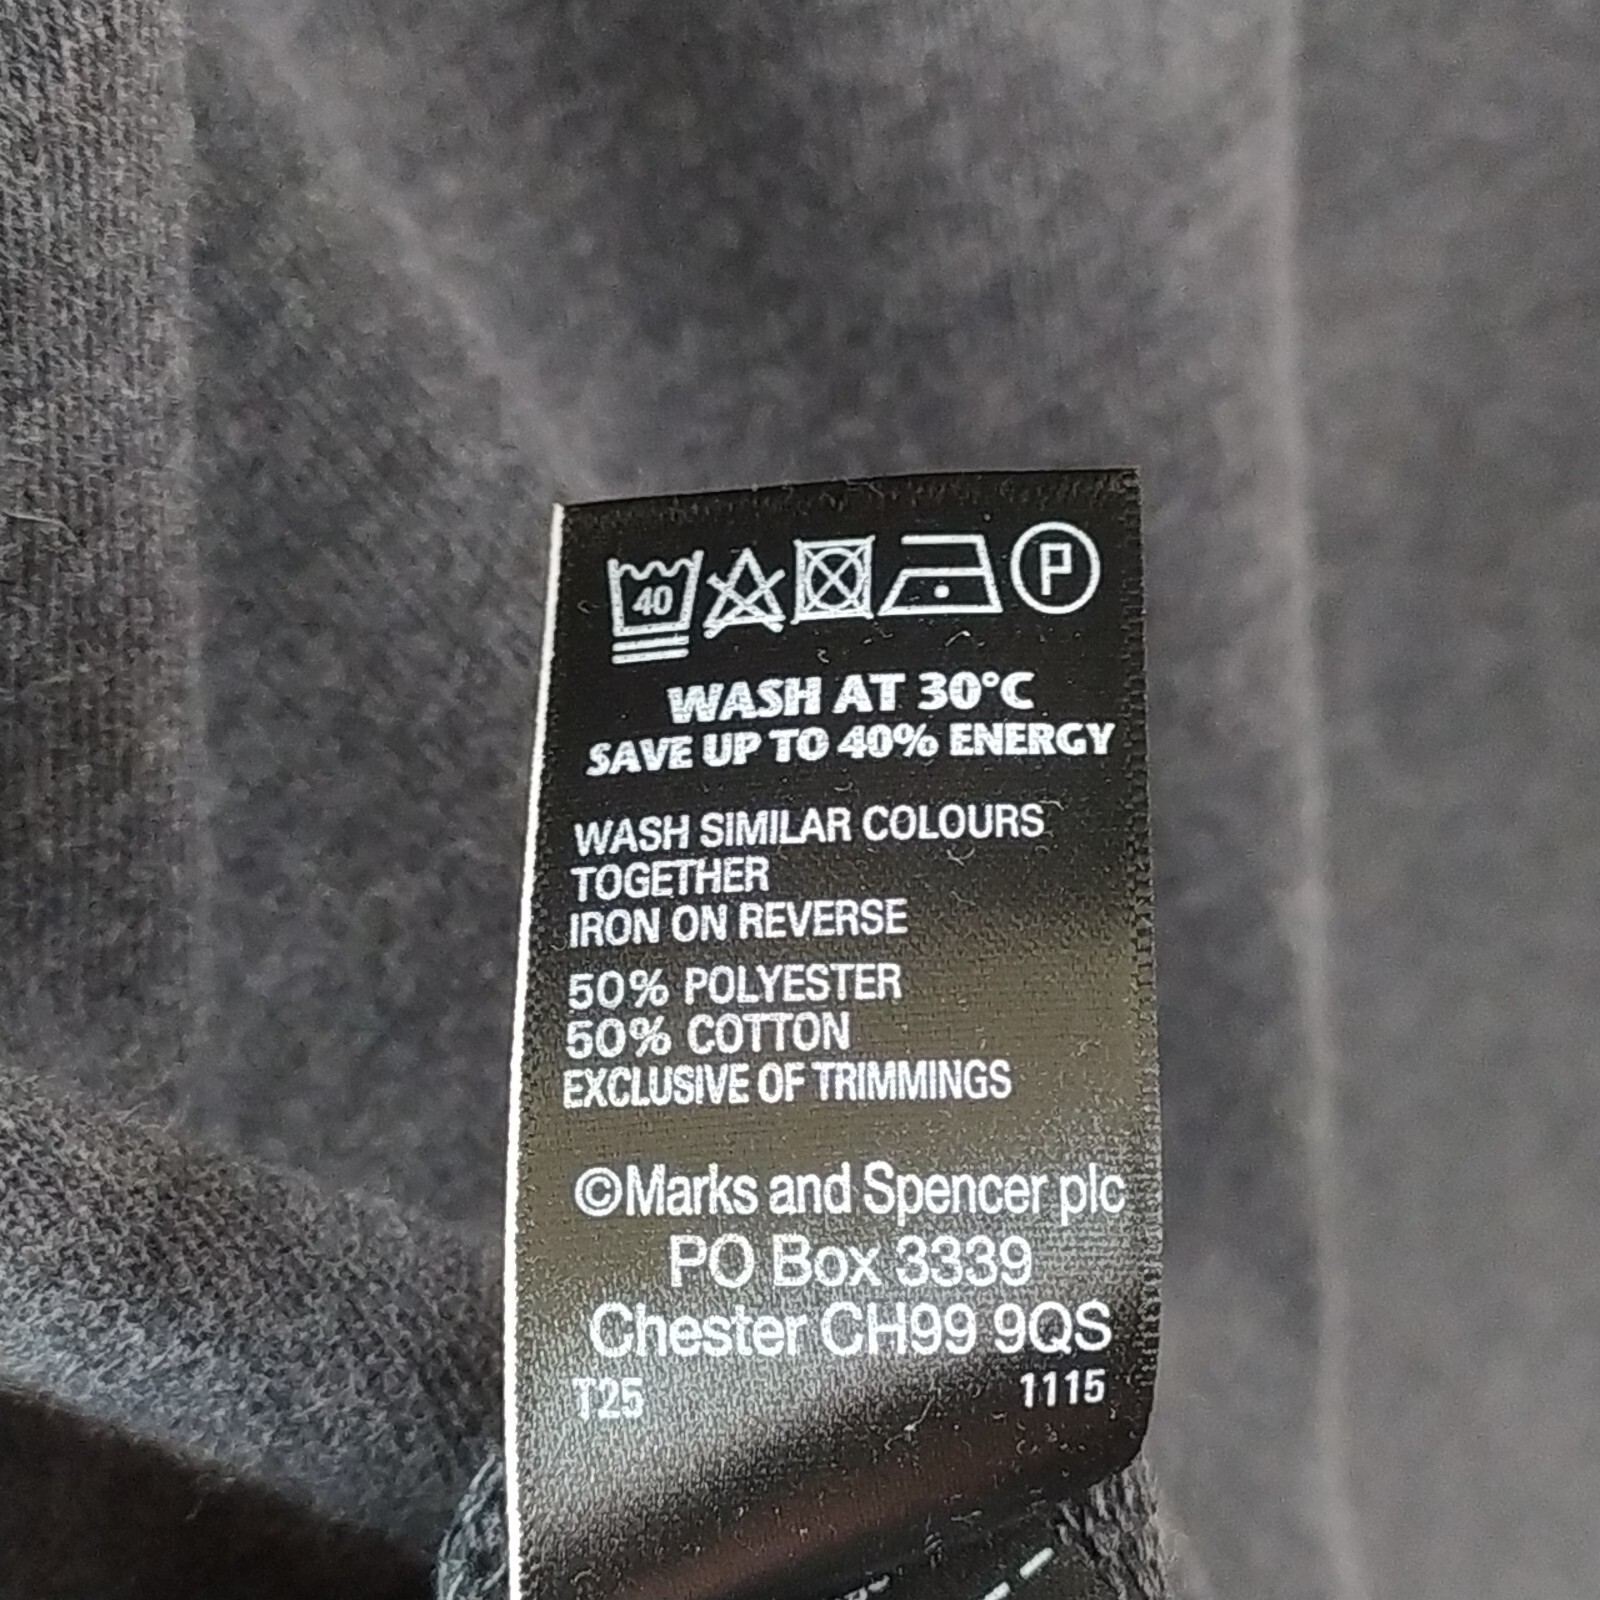 40 P
WASH AT 30°C
SAVE UP TO 40% ENERGY
WASH SIMILAR COLOURS
TOGETHER
IRON ON REVERSE
50% POLYESTER
50% COTTON
EXCLUSIVE OF TRIMMINGS
©Marks and Spencer plc
PO Box 3339
Chester CH99 9QS
T25 1115